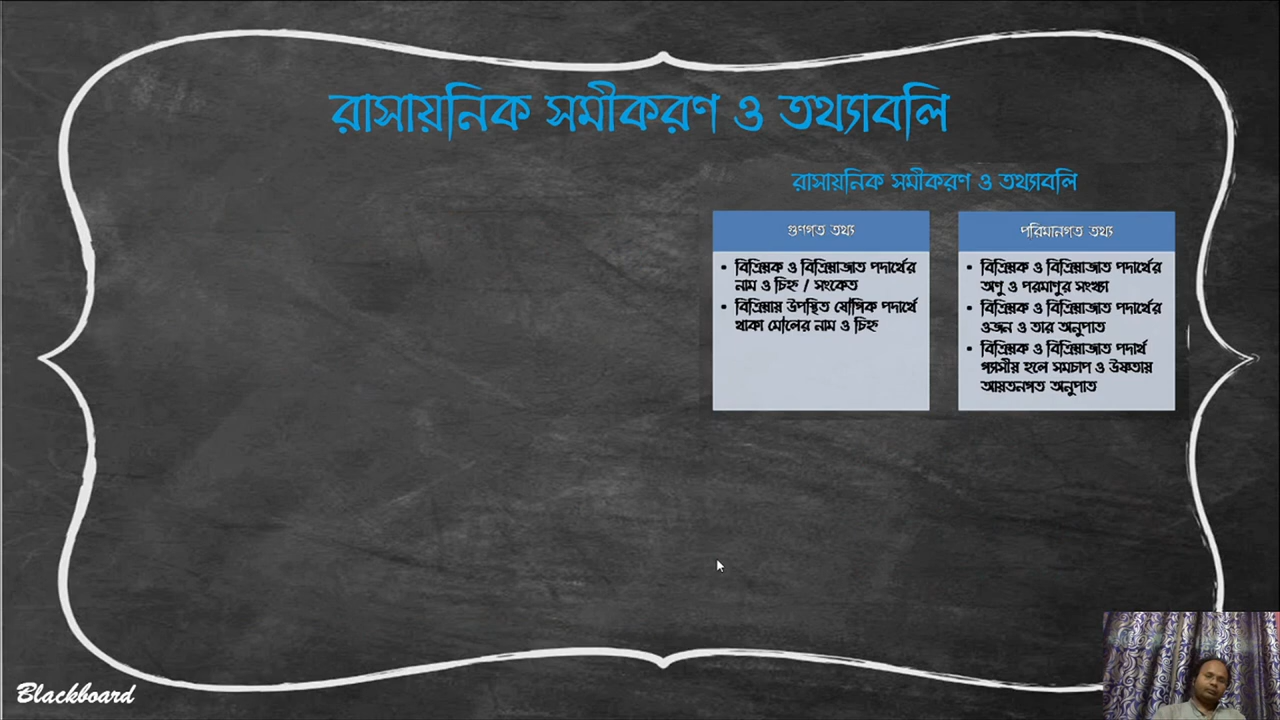 রাসায়নিক সমীকরণ ও তথ্যাবলি
রাসায়নিক সমীকরণ ও তথ্যাবলি
গুণগত তথ্য
• বিক্রিয়ক ও বিক্রিয়াজাত পদার্থের
নাম ও চিহ্ন / সংকেত
• বিক্রিয়ায় উপস্থিত যৌগিক পদার্থে
থাকা মৌলের নাম ও চিহ্ন
পরিমানগত তথ্য
• বিক্রিয়ক ও বিক্রিয়াজাত পদার্থের
অণু ও পরমাণুর সংখ্যা
• বিক্রিয়ক ও বিক্রিয়াজাত পদার্থের
ওজন ও তার অনুপাত
• বিক্রিয়ক ও বিক্রিয়াজাত পদার্থ
গ্যাসীয় হলে সমচাপ ও উষ্ণতায়
আয়তনগত অনুপাত
Blackboard